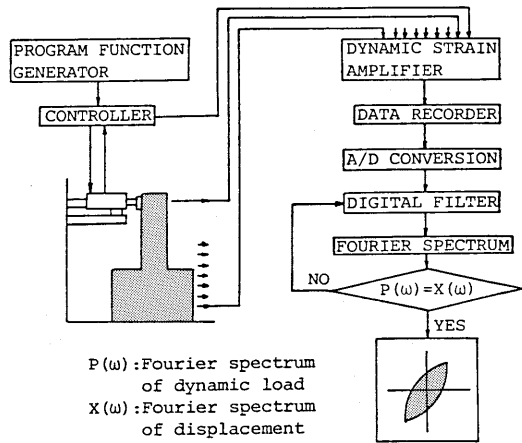 PROGRAM FUNCTION
GENERATOR
CONTROLLER
DYNAMIC STRAIN
AMPLIFIER
DATA RECORDER
A/D CONVERSION
DIGITAL FILTER
FOURIER SPECTRUM
NO
P(ω)=X(ω)
YES
P(ω):Fourier spectrum
of dynamic load
X(ω):Fourier spectrum
of displacement